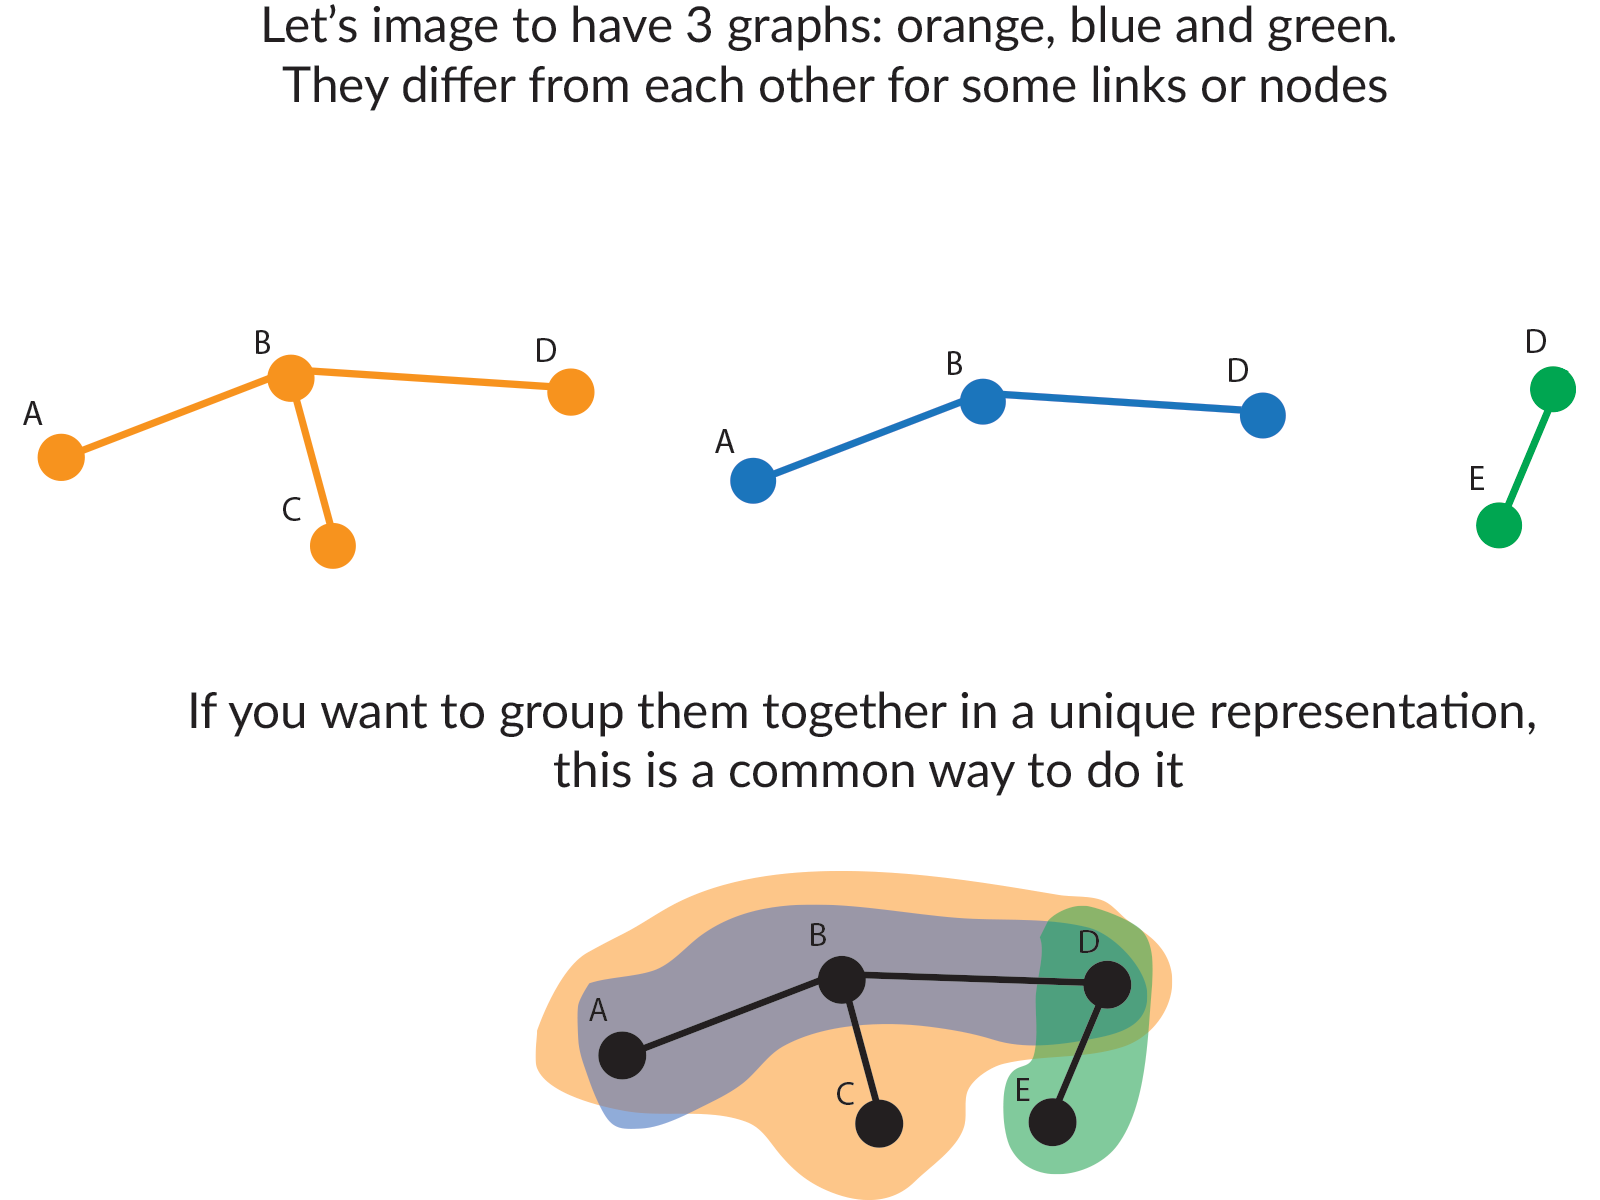 Let's image to have 3 graphs: orange, blue and green.
They differ from each other for some links or nodes
B
D
A
C
B
D
A
D
E
If you want to group them together in a unique representation,
this is a common way to do it
B
D
A
C
E